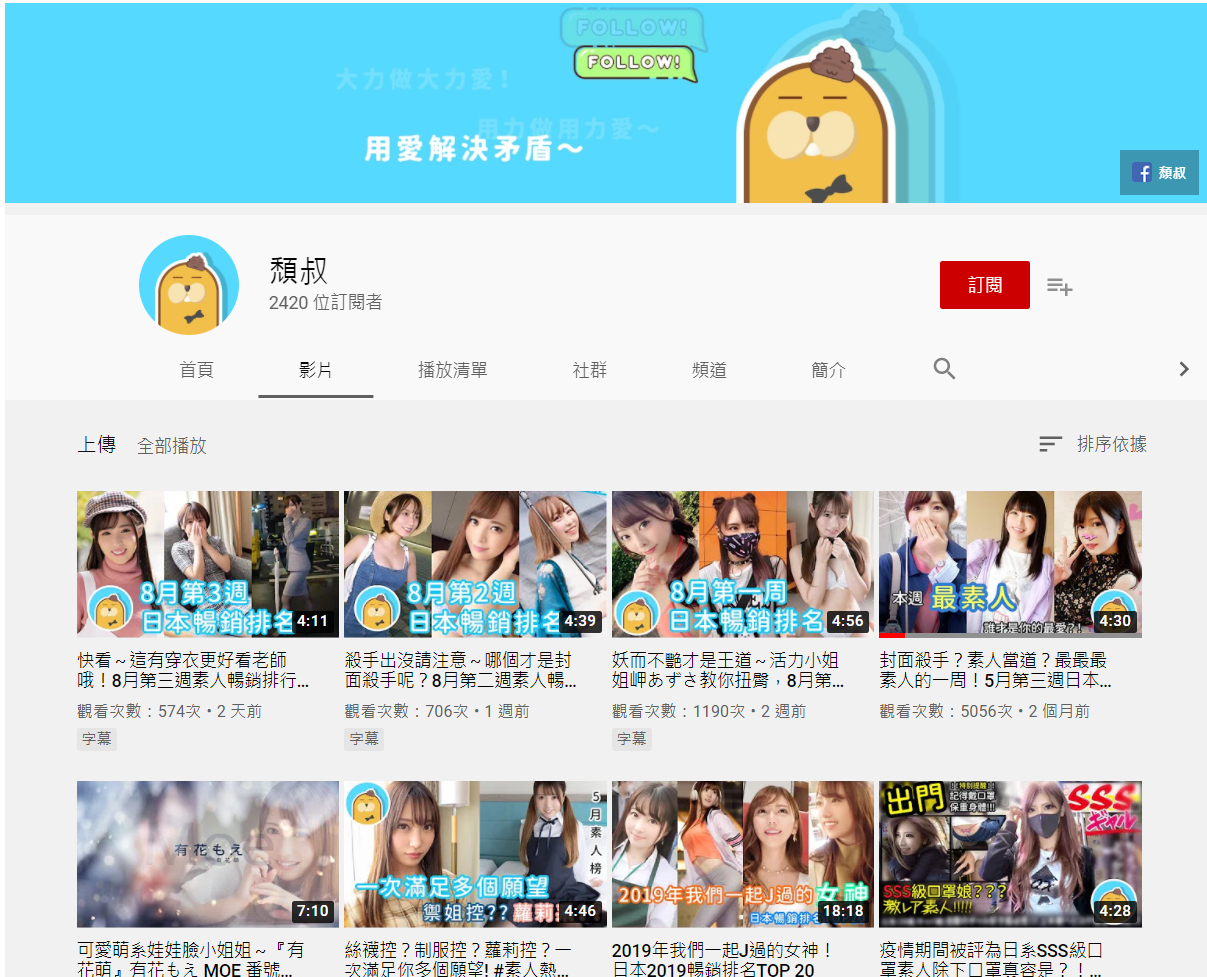 FOLLOW!
FOLLOW!
大力做大力愛！
用力做用力愛～
用愛解決矛盾～
頹叔
頹叔
2420 位訂閱者
訂閱
首頁
影片
播放清單
社群
頻道
簡介
上傳
全部播放
排序依據
8月第3週
日本暢銷排名
4:11
8月第2週
日本暢銷排名
4:39
8月第一周
日本暢銷排名
4:56
本週 最素人
誰才是你的最愛?!
4:30
快看～這有穿衣更好看老師
哦！8月第三週素人暢銷排行...
觀看次數：574次・2 天前
字幕
殺手出沒請注意～哪個才是封
面殺手呢？8月第二週素人暢...
觀看次數：706次・1 週前
字幕
妖而不艷才是王道～活力小姐
姐岬あずさ教你扭臀，8月第...
觀看次數：1190次・2 週前
字幕
封面殺手？素人當道？最最最
素人的一周！5月第三週日本...
觀看次數：5056次・2 個月前
有花もえ
7:10
5月素人榜
一次滿足多個願望
禦姐控?? 蘿莉
4:46
2019年我們一起J過的女神
日本暢銷排名
18:18
出門
記得戴口罩
保重身體!!!
SSS
ギャル
SSS級口罩娘???
激レア素人!!!!!
4:28
可愛萌系娃娃臉小姐姐～『有
花萌』有花もえ MOE 番號...
絲襪控？制服控？蘿莉控？一
次滿足你多個願望! #素人熱...
2019年我們一起J過的女神！
日本2019暢銷排名TOP 20
疫情期間被評為日系SSS級口
罩素人除下口罩真容是？！...